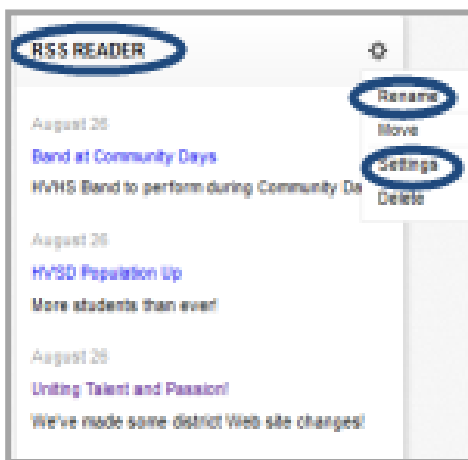 RSS READER
Rename
August 26
Move
Band at Community Days
Settings
HVHS Band to perform during Community Da
Delete
August 26
HVSD Population Up
More students than ever!
August 26
Uniting Talent and Passion!
We've made some district Web site changes!